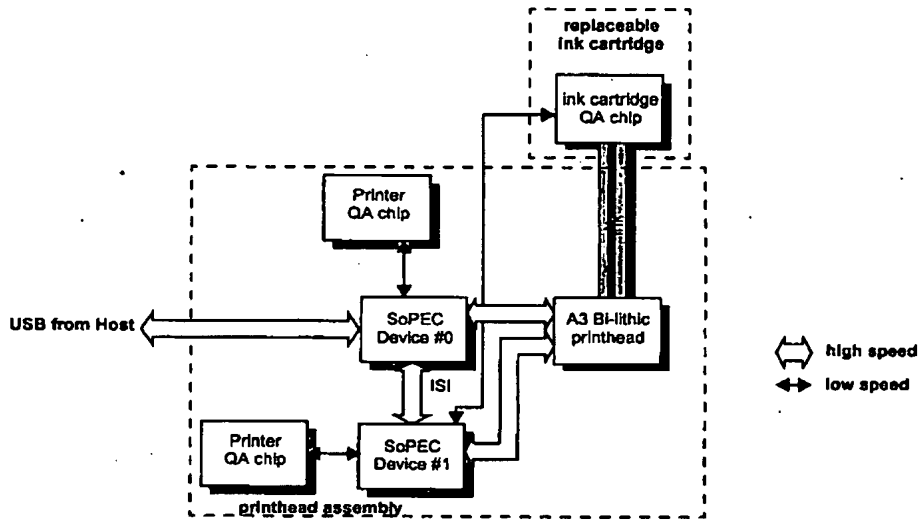 replaceable
ink cartridge
ink cartridge
QA chip
Printer
QA chip
USB from Host
SoPEC
Device #0
A3 Bi-lithic
printhead
high speed
low speed
ISI
Printer
QA chip
SoPEC
Device #1
printhead assembly